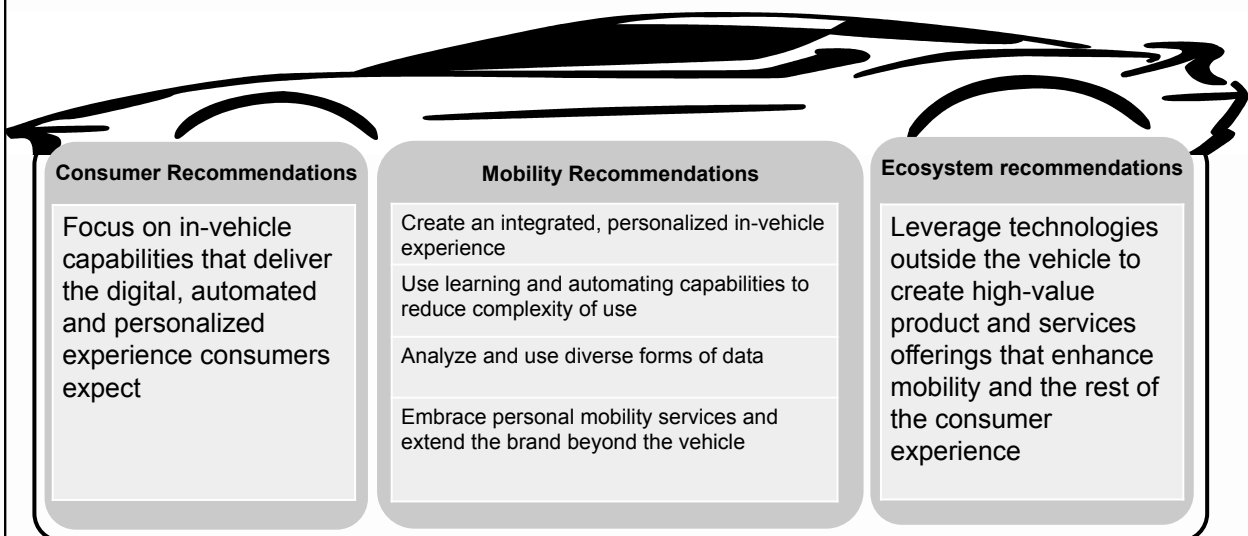 Consumer Recommendations
Focus on in-vehicle
capabilities that deliver
the digital, automated
and personalized
experience consumers
expect
Mobility Recommendations
Create an integrated, personalized in-vehicle
experience
Use learning and automating capabilities to
reduce complexity of use
Analyze and use diverse forms of data
Embrace personal mobility services and
extend the brand beyond the vehicle
Ecosystem recommendations
Leverage technologies
outside the vehicle to
create high-value
product and services
offerings that enhance
mobility and the rest of
the consumer
experience